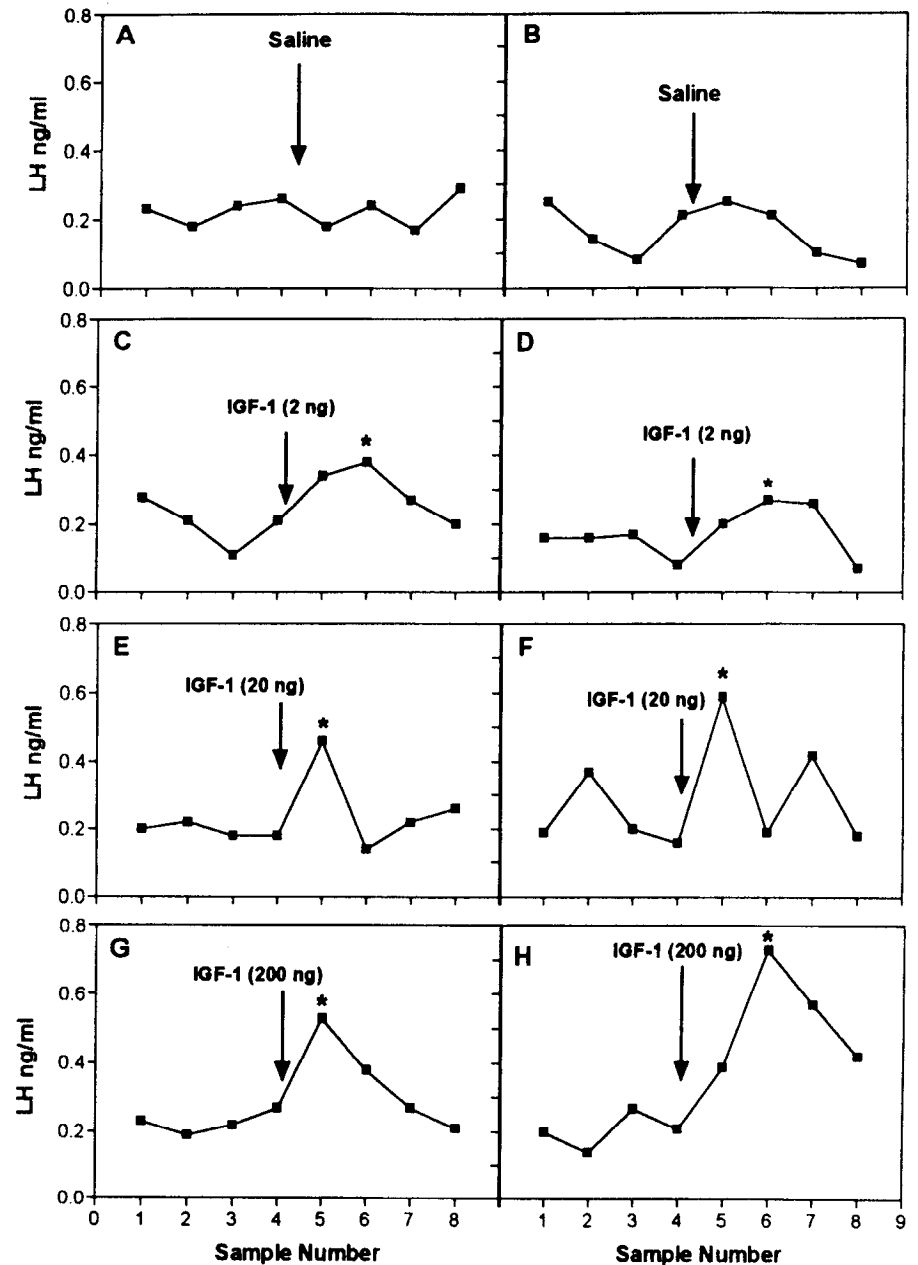 A
Saline
B
Saline
LH ng/ml
0.8
0.6
0.4
0.2
0.0
C
IGF-1 (2 ng)
*
D
IGF-1 (2 ng)
*
LH ng/ml
0.8
0.6
0.4
0.2
0.0
E
IGF-1 (20 ng)
*
F
IGF-1 (20 ng)
*
LH ng/ml
0.8
0.6
0.4
0.2
0.0
G
IGF-1 (200 ng)
*
H
IGF-1 (200 ng)
*
LH ng/ml
0.8
0.6
0.4
0.2
0.0
0 1 2 3 4 5 6 7 8
1 2 3 4 5 6 7 8 9
Sample Number
Sample Number